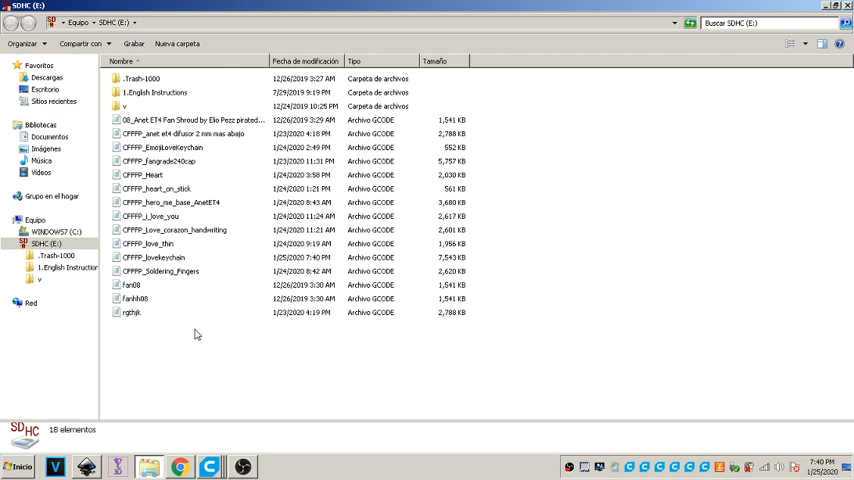 SDHC (E:)
Equipo ▸ SDHC (E:) ▸
Buscar SDHC (E:)
Organizar Compartir con Grabar Nueva carpeta
Favoritos
Descargas
Escritorio
Sitios recientes
Bibliotecas
Documentos
Imágenes
Música
Vídeos
Grupo en el hogar
Equipo
WINDOWS7 (C:)
SDHC (E:)
.Trash-1000
1.English Instruction
v
Red
Nombre Fecha de modificación Tipo Tamaño
.Trash-1000 12/26/2019 3:27 AM Carpeta de archivos
1.English Instructions 7/29/2019 9:19 PM Carpeta de archivos
v 12/24/2019 10:25 PM Carpeta de archivos
08_Anet ET4 Fan Shroud by Elio Pezz pirated... 12/26/2019 3:29 AM Archivo GCODE 1,541 KB
CFFFP_anet et4 difusor 2 mm mas abajo 1/23/2020 4:18 PM Archivo GCODE 2,788 KB
CFFFP_EmojiLoveKeychain 1/24/2020 2:49 PM Archivo GCODE 552 KB
CFFFP_fangrade240cap 1/23/2020 11:31 PM Archivo GCODE 5,757 KB
CFFFP_Heart 1/24/2020 3:58 PM Archivo GCODE 2,030 KB
CFFFP_heart_on_stick 1/24/2020 1:21 PM Archivo GCODE 561 KB
CFFFP_hero_me_base_AnetET4 1/24/2020 8:43 AM Archivo GCODE 3,680 KB
CFFFP_i_love_you 1/24/2020 11:24 AM Archivo GCODE 2,617 KB
CFFFP_Love_corazon_handwriting 1/24/2020 11:21 AM Archivo GCODE 2,601 KB
CFFFP_love_thin 1/24/2020 9:19 AM Archivo GCODE 1,956 KB
CFFFP_lovekeychain 1/25/2020 7:40 PM Archivo GCODE 7,543 KB
CFFFP_Soldering_Fingers 1/24/2020 8:42 AM Archivo GCODE 2,620 KB
fan08 12/26/2019 3:30 AM Archivo GCODE 1,541 KB
fanhh08 12/26/2019 3:30 AM Archivo GCODE 1,541 KB
rgthjk 1/23/2020 4:19 PM Archivo GCODE 2,788 KB
SDHC
18 elementos
Inicio
7:40 PM
1/25/2020